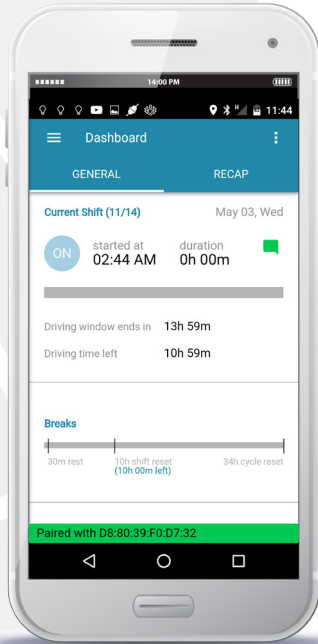 14:00 PM
11:44
Dashboard
GENERAL RECAP
Current Shift (11/14) May 03, Wed
ON
started at duration
02:44 AM 0h 00m
Driving window ends in 13h 59m
Driving time left 10h 59m
Breaks
30m rest 10h shift reset 34h cycle reset
(10h 00m left)
Paired with D8:80:39:F0:D7:32